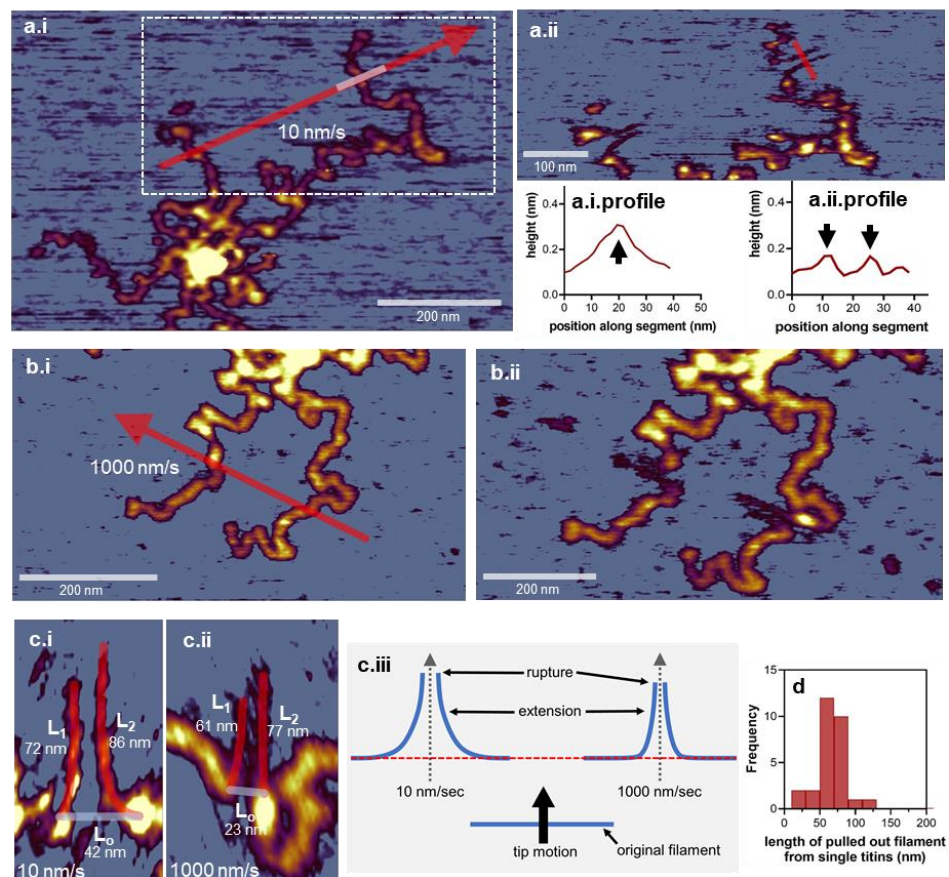 a.i
10 nm/s
200 nm
a.ii
100 nm
a.i.profile
height (nm)
0.4
0.2
0.0
0 10 20 30 40 50
position along segment (nm)
a.ii.profile
height (nm)
0.4
0.2
0.0
0 10 20 30 40
position along segment
b.i
1000 nm/s
200 nm
b.ii
200 nm
c.i
L1
72 nm
L2
86 nm
Lo
42 nm
10 nm/s
c.ii
L1
61 nm
L2
77 nm
Lo
23 nm
1000 nm/s
c.iii
rupture
extension
10 nm/sec
1000 nm/sec
tip motion
original filament
d
Frequency
15
10
5
0
0 50 100 150 200
length of pulled out filament
from single titins (nm)